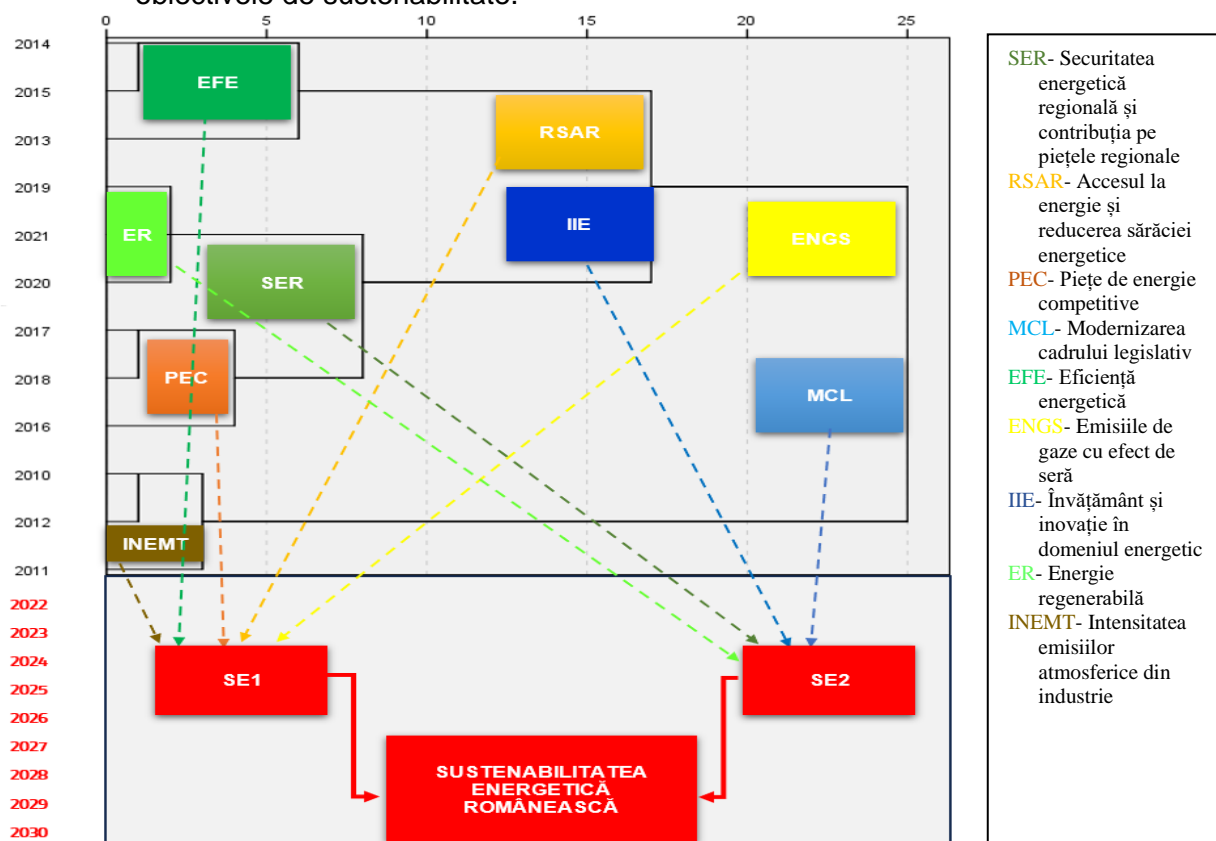 obiectivele de sustenabilitate.
0 5 10 15 20 25
2014
2015
2013
2019
2021
2020
2017
2018
2016
2010
2012
2011
2022
2023
2024
2025
2026
2027
2028
2029
2030
EFE
RSAR
ER
IIE
ENGS
SER
PEC
MCL
INEMT
SE1
SE2
SUSTENABILITATEA
ENERGETICĂ
ROMÂNEASCĂ
SER- Securitatea
energetică
regională și
contribuția pe
piețele regionale
RSAR- Accesul la
energie și
reducerea sărăciei
energetice
PEC- Piețe de energie
competitive
MCL- Modernizarea
cadrului legislativ
EFE- Eficiență
energetică
ENGS- Emisiile de
gaze cu efect de
seră
IIE- Învățământ și
inovație în
domeniul energetic
ER- Energie
regenerabilă
INEMT- Intensitatea
emisiilor
atmosferice din
industrie